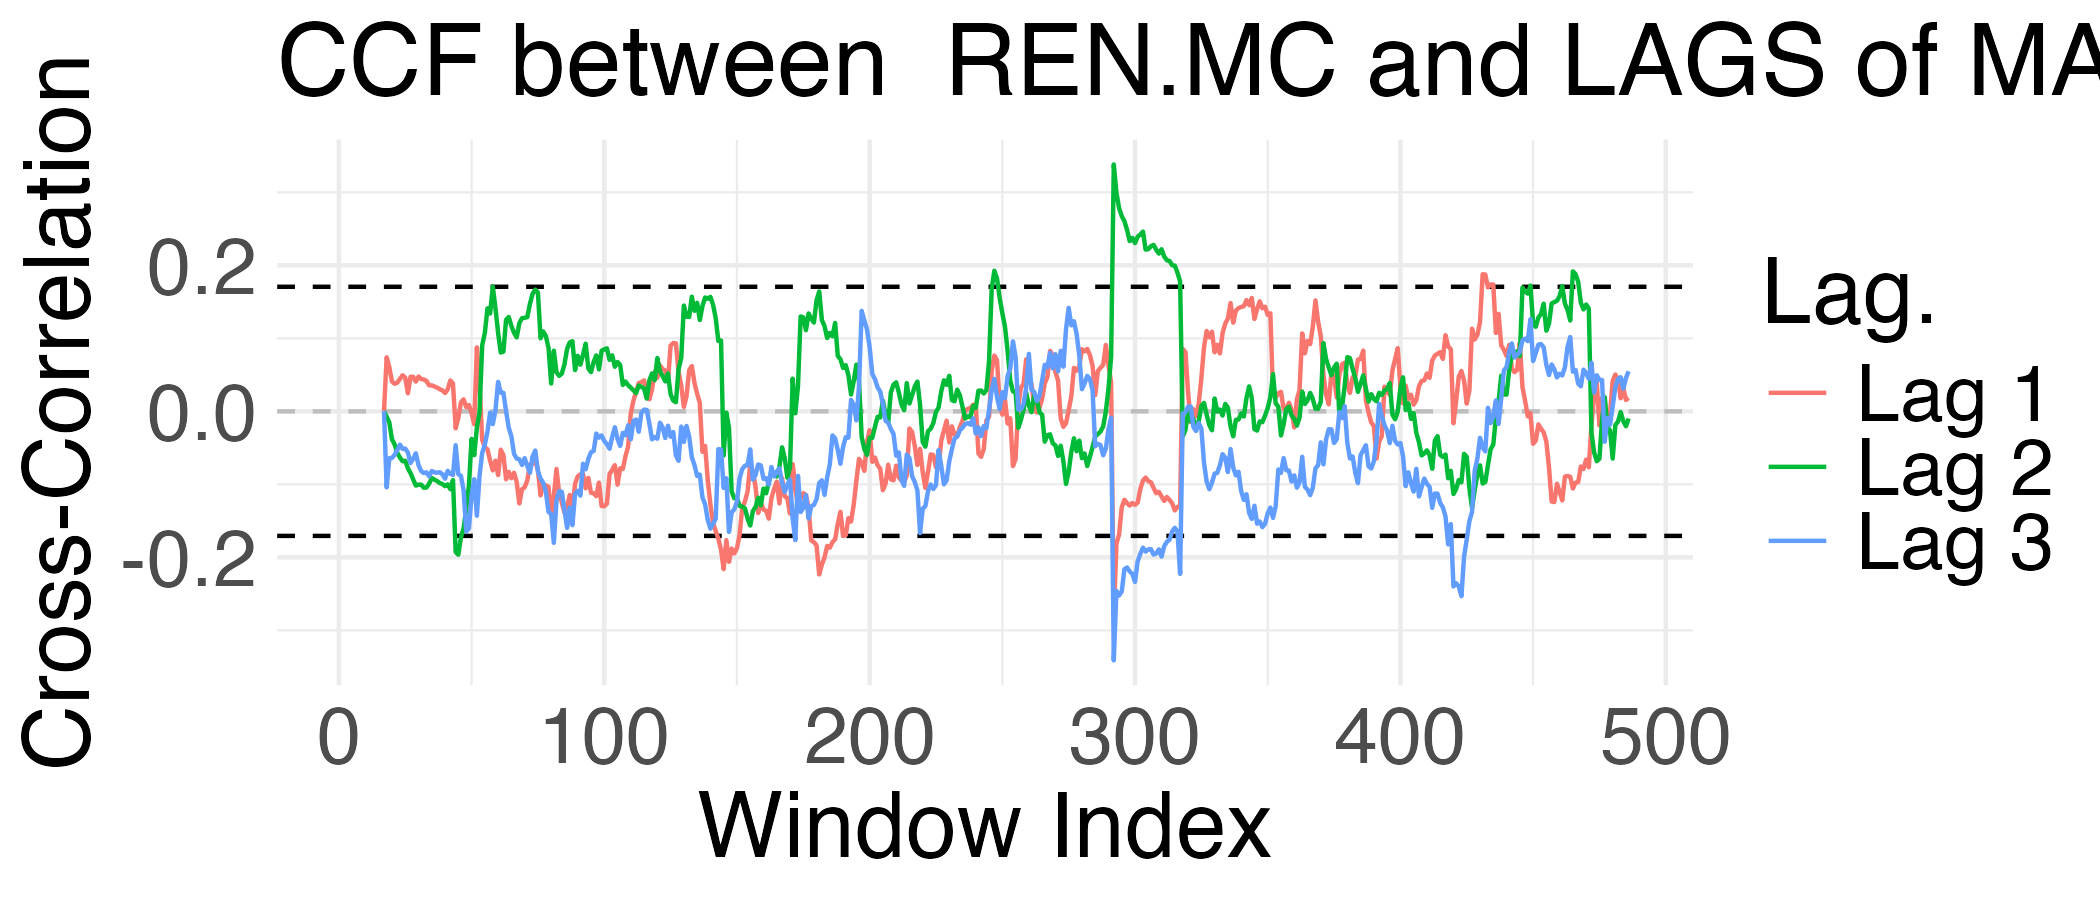 CCF between  REN.MC and LAGS of MA
Cross-Correlation
0.2
0.0
-0.2
0
100
200
300
400
500
Window Index
Lag.
Lag 1
Lag 2
Lag 3